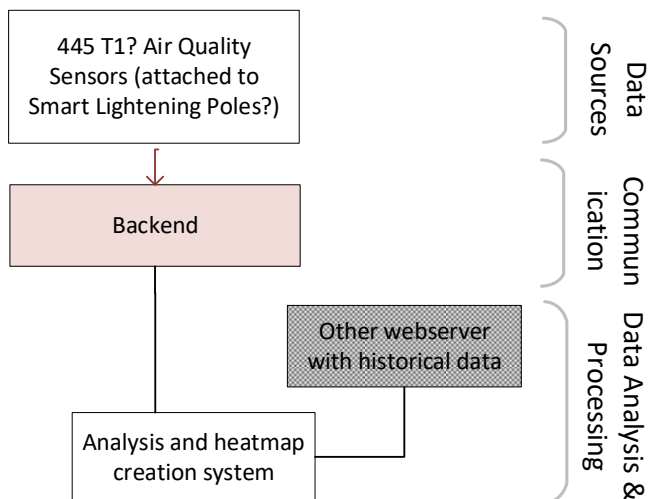 445 T1? Air Quality
Sensors (attached to
Smart Lightening Poles?)
Data
Sources
Backend
Commun
ication
Other webserver
with historical data
Analysis and heatmap
creation system
Data Analysis &
Processing